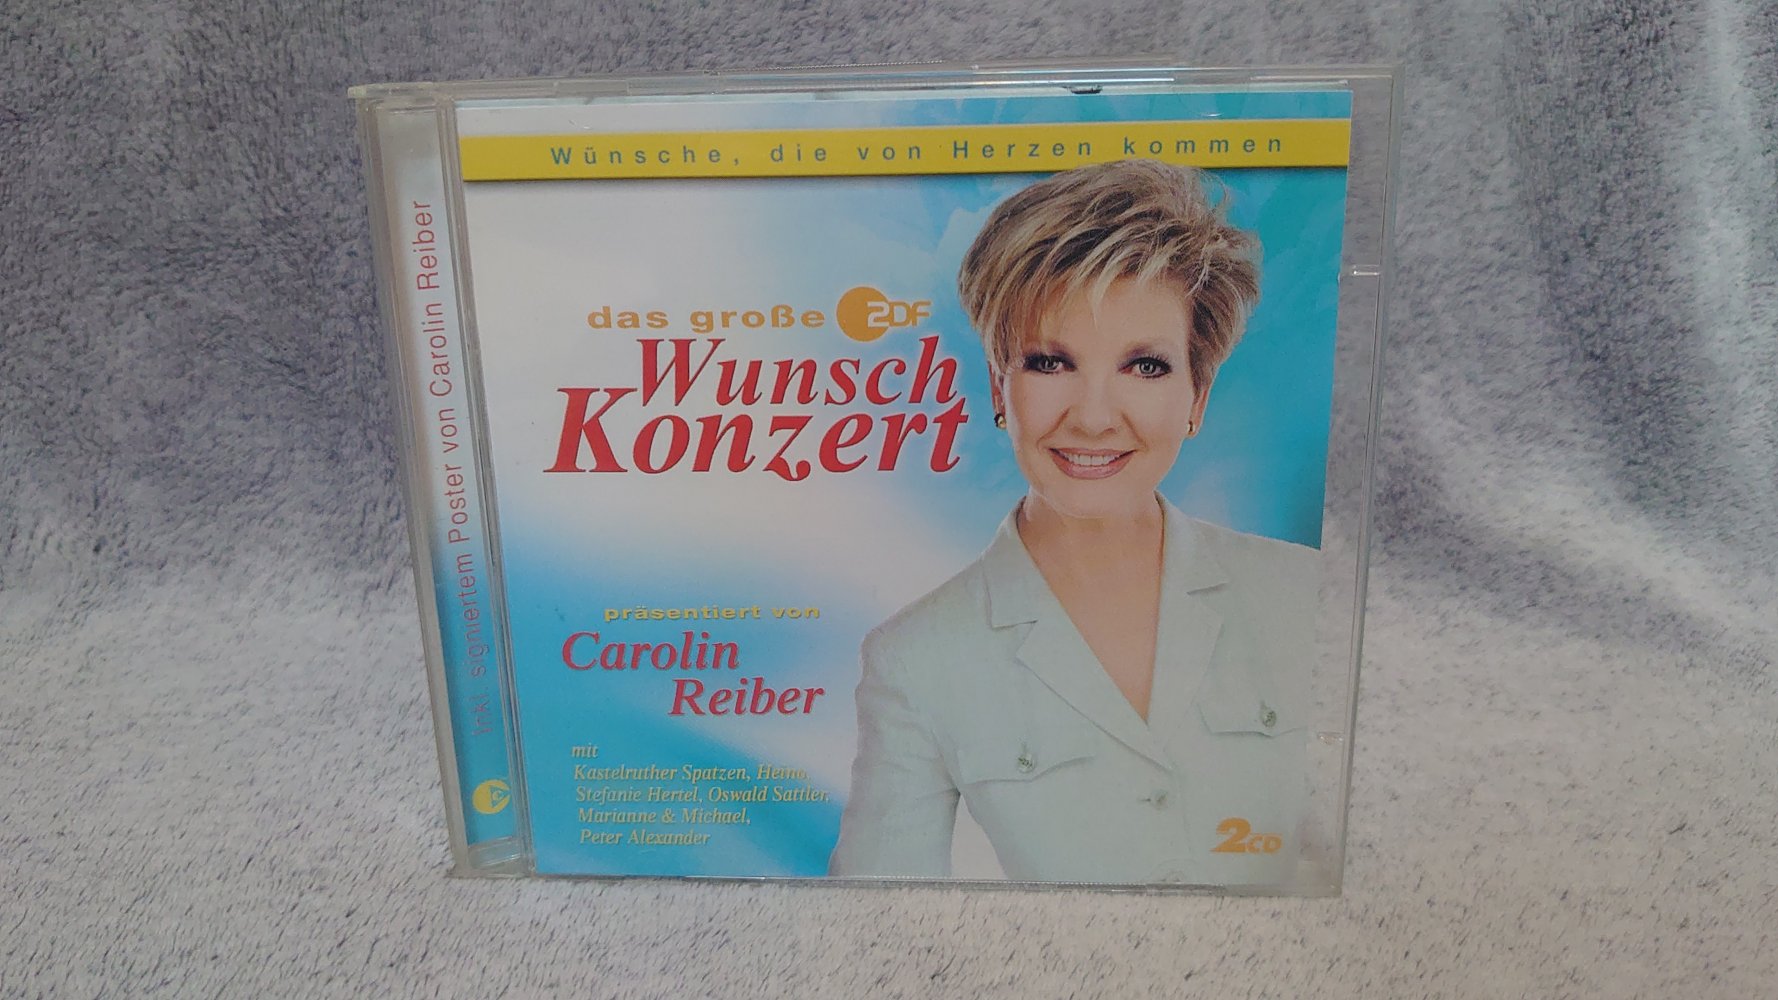 Wünsche, die von Herzen kommen
das große ZDF
Wunsch
Konzert
präsentiert von
Carolin
Reiber
mit
Kastelruther Spatzen, Heino,
Stefanie Hertel, Oswald Sattler,
Marianne & Michael,
Peter Alexander
2CD
Inkl. signiertem Poster von Carolin Reiber